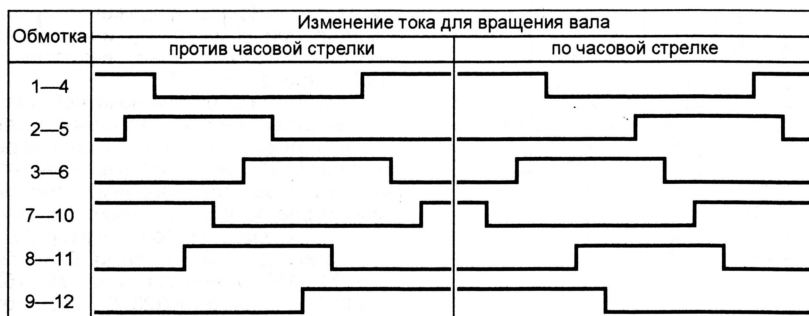 Обмотка
Изменение тока для вращения вала
против часовой стрелки
по часовой стрелке
1—4
2—5
3—6
7—10
8—11
9—12